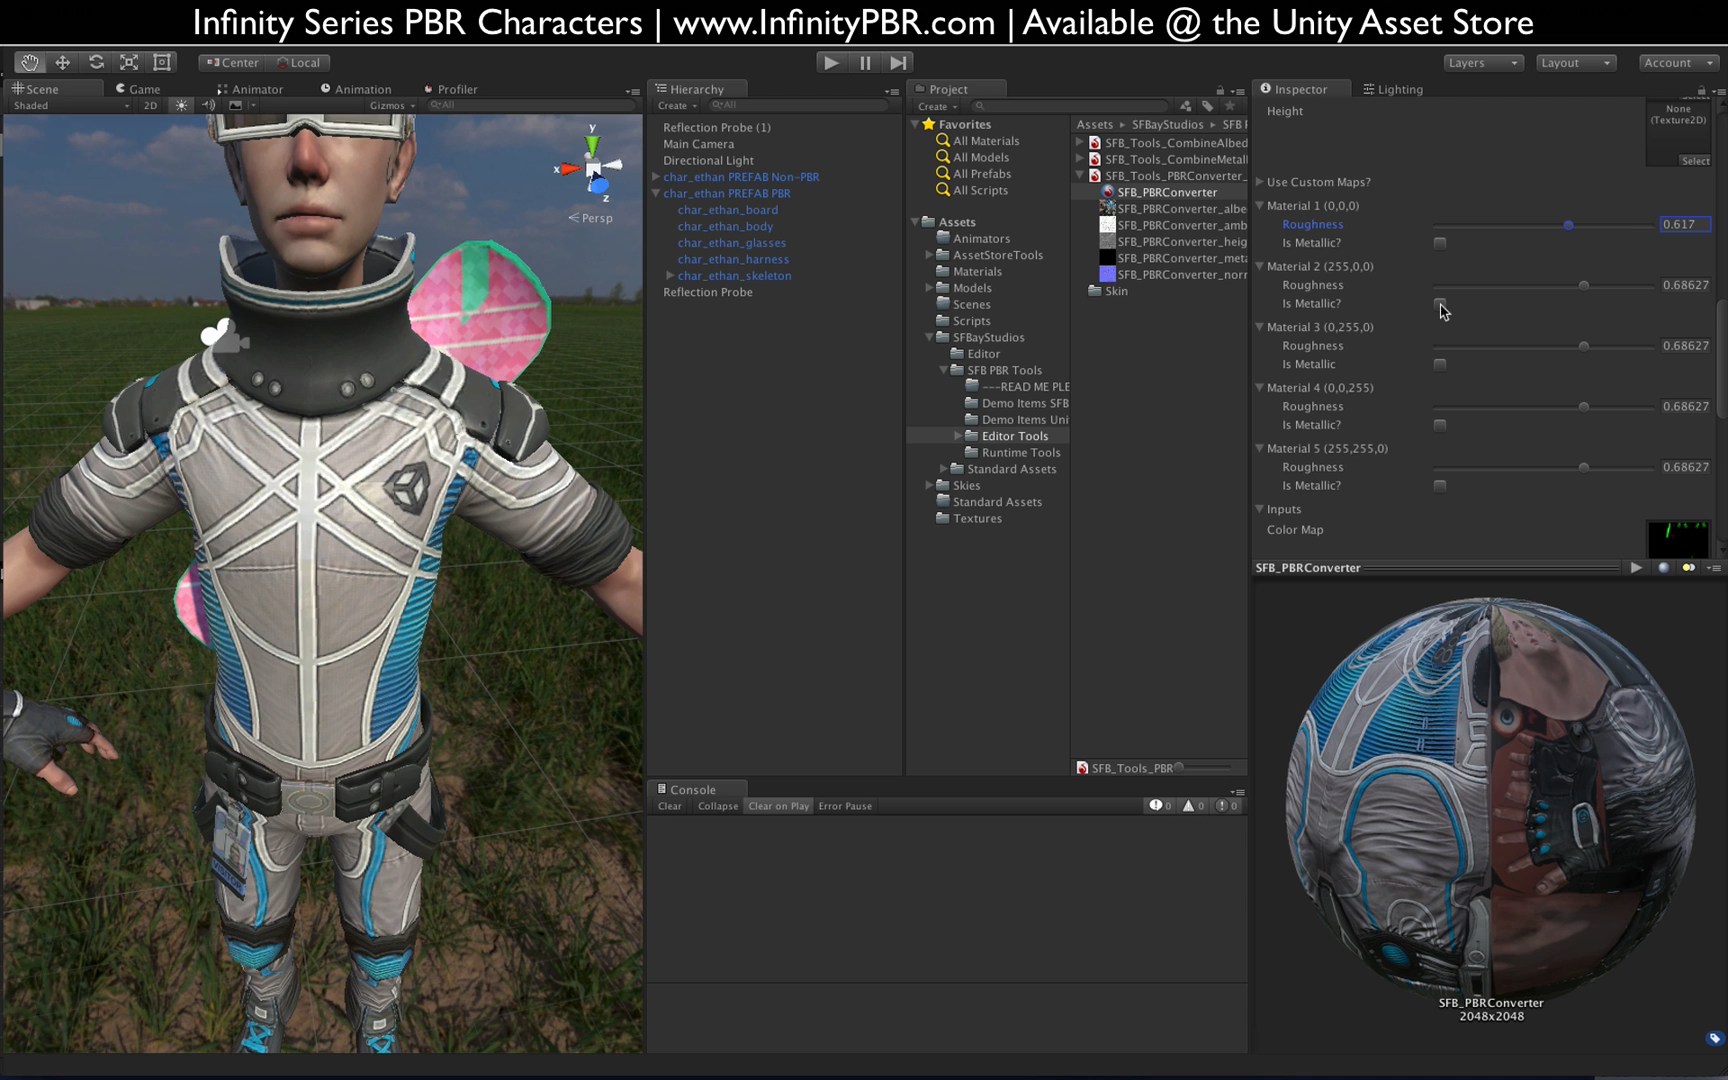 Infinity Series PBR Characters | www.InfinityPBR.com | Available @ the Unity Asset Store
Center Local
Layers Layout Account
Scene Game Animator Animation Profiler
Shaded 2D Gizmos All
Hierarchy
Create All
Reflection Probe (1)
Main Camera
Directional Light
char_ethan PREFAB Non-PBR
char_ethan PREFAB PBR
char_ethan_board
char_ethan_body
char_ethan_glasses
char_ethan_harness
char_ethan_skeleton
Reflection Probe
Project
Create
Favorites
All Materials
All Models
All Prefabs
All Scripts
Assets
Animators
AssetStoreTools
Materials
Models
Scenes
Scripts
SFBayStudios
Editor
SFB PBR Tools
---READ ME PLE
Demo Items SFB
Demo Items Uni
Editor Tools
Runtime Tools
Standard Assets
Skies
Standard Assets
Textures
Assets SFBayStudios SFB
SFB_Tools_CombineAlbed
SFB_Tools_CombineMetall
SFB_Tools_PBRConverter_
SFB_PBRConverter
SFB_PBRConverter_albe
SFB_PBRConverter_amb
SFB_PBRConverter_heig
SFB_PBRConverter_meta
SFB_PBRConverter_norr
Skin
SFB_Tools_PBR
Console
Clear Collapse Clear on Play Error Pause 0 0 0
Inspector Lighting
Height
None
(Texture2D)
Select
Use Custom Maps?
Material 1 (0,0,0)
Roughness 0.617
Is Metallic?
Material 2 (255,0,0)
Roughness 0.68627
Is Metallic?
Material 3 (0,255,0)
Roughness 0.68627
Is Metallic
Material 4 (0,0,255)
Roughness 0.68627
Is Metallic?
Material 5 (255,255,0)
Roughness 0.68627
Is Metallic?
Inputs
Color Map
SFB_PBRConverter
SFB_PBRConverter
2048x2048
y
x
z
Persp
VISITOR